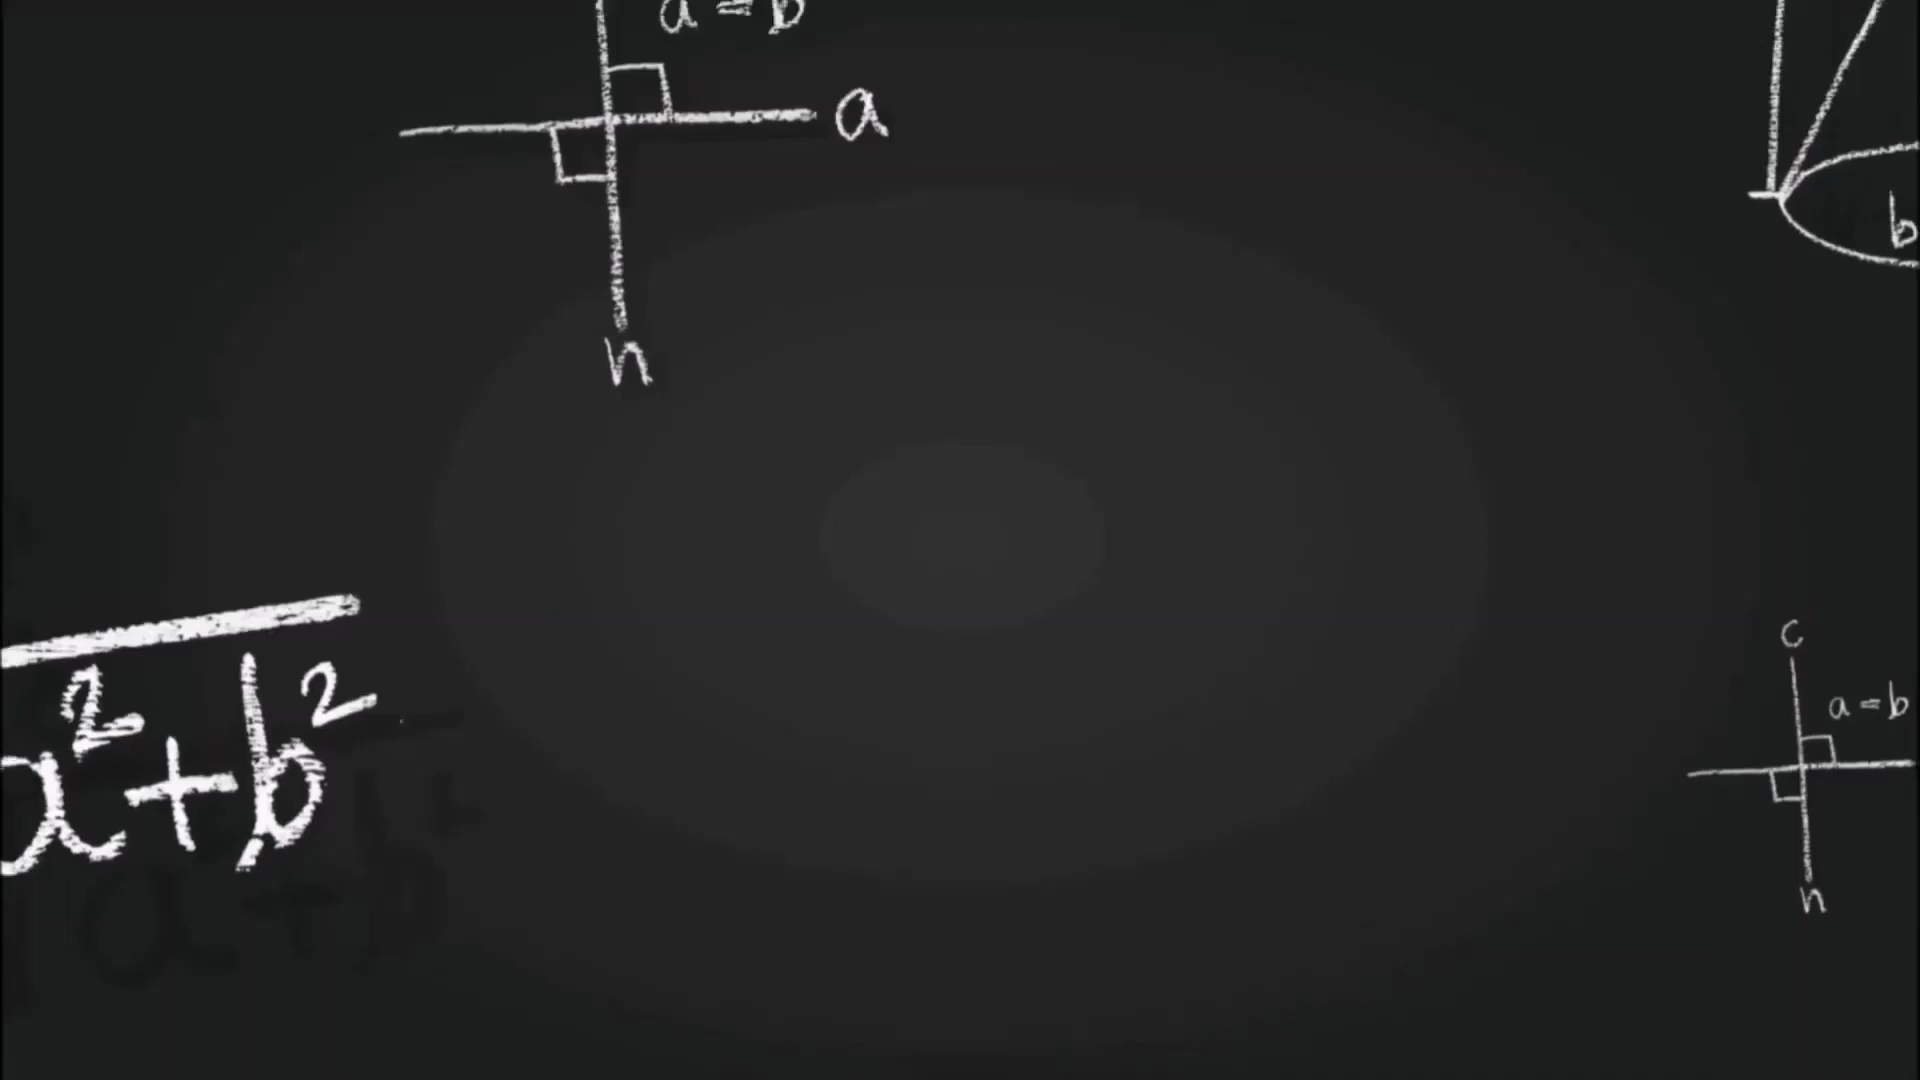 a = b
a
n
b
a²+b²
c
a = b
n